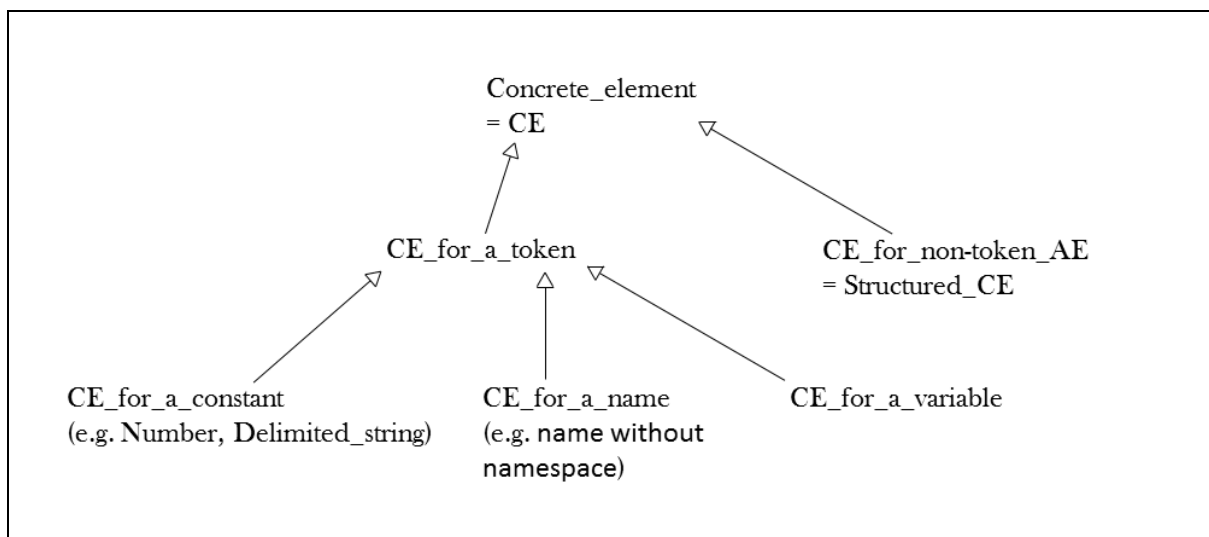 Concrete_element
= CE
CE_for_a_token
CE_for_non-token_AE
= Structured_CE
CE_for_a_constant
(e.g. Number, Delimited_string)
CE_for_a_name
(e.g. name without
namespace)
CE_for_a_variable